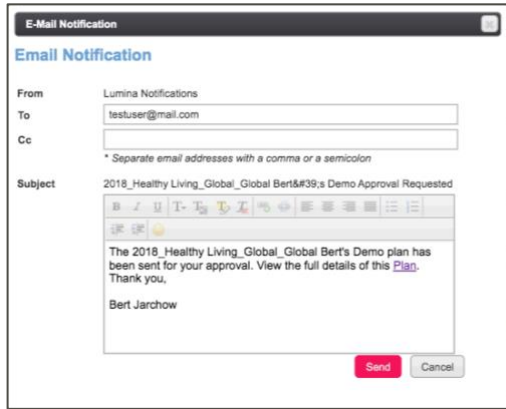 E-Mail Notification
Email Notification
From Lumina Notifications
To testuser@mail.com
Cc
* Separate email addresses with a comma or a semicolon
Subject 2018_Healthy Living_Global_Global Bert&#39;s Demo Approval Requested
B I U T
The 2018_Healthy Living_Global_Global Bert's Demo plan has
been sent for your approval. View the full details of this Plan.
Thank you,
Bert Jarchow
Send Cancel